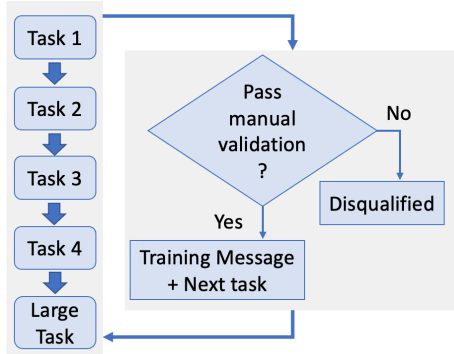 Task 1
Task 2
Task 3
Task 4
Large
Task
Pass
manual
validation
?
No
Disqualified
Yes
Training Message
+ Next task